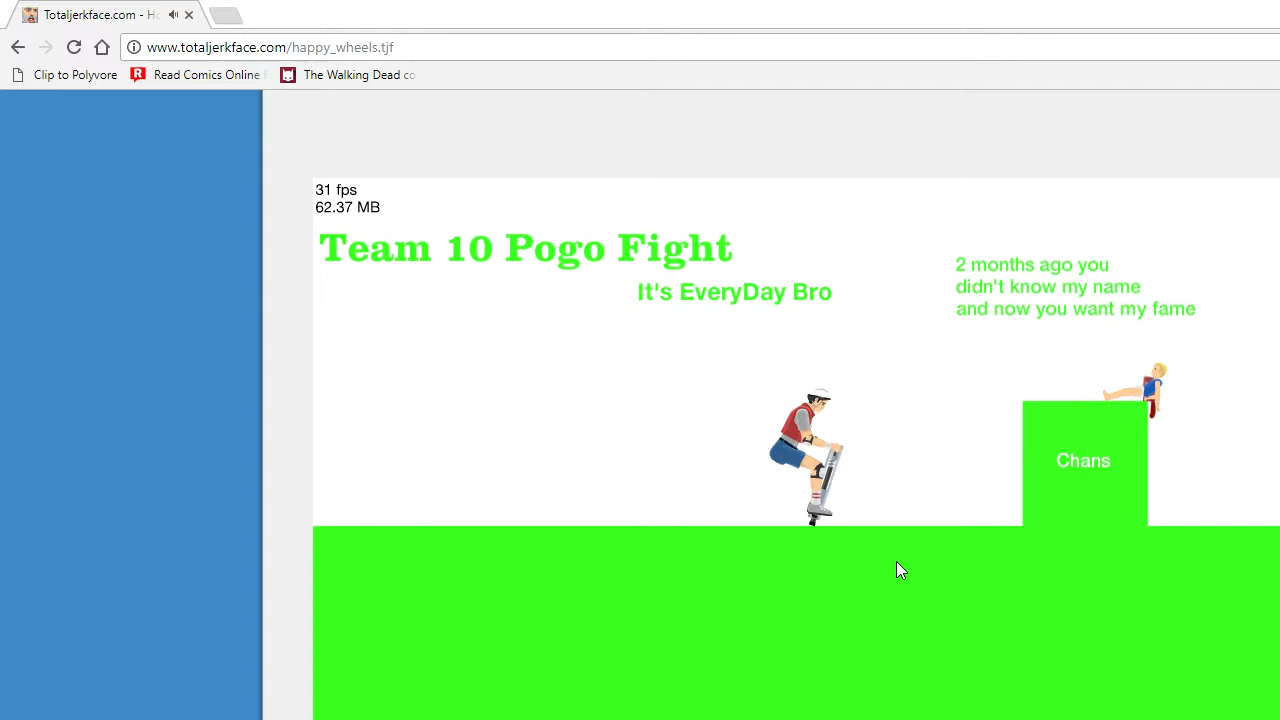 Totaljerkface.com - Ho
www.totaljerkface.com/happy_wheels.tjf
Clip to Polyvore
Read Comics Online
The Walking Dead co
31 fps
62.37 MB
Team 10 Pogo Fight
It's EveryDay Bro
2 months ago you
didn't know my name
and now you want my fame
Chans